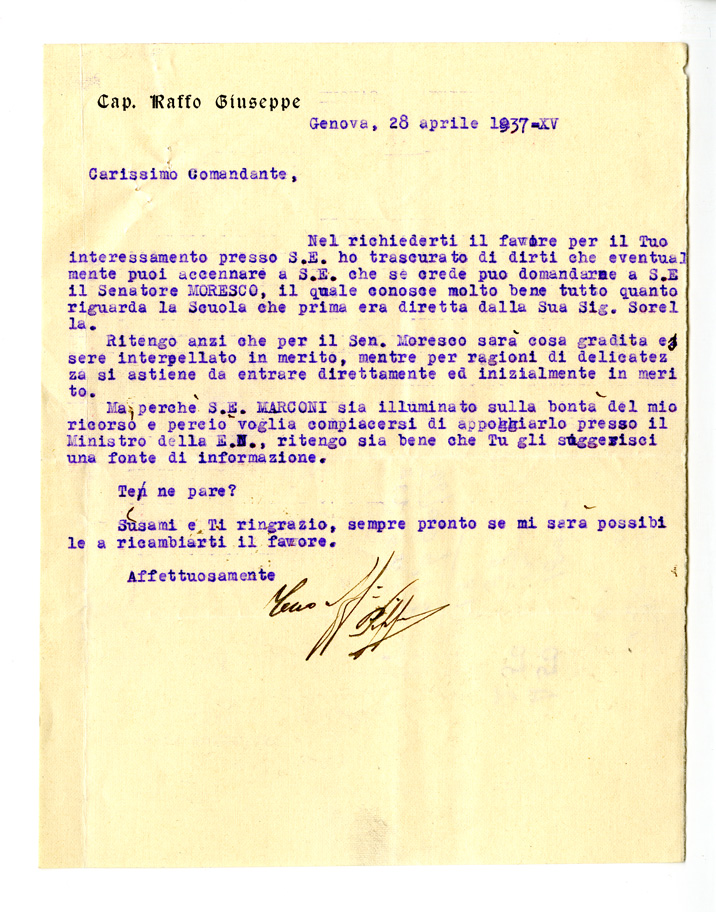 Cap. Raffo Giuseppe
Genova, 28 aprile 1937=XV
Carissimo Comandante,
Nel richiederti il favore per il Tuo
interessamento presso S.E. ho trascurato di dirti che eventual
mente puoi accennare a S.E. che se crede può domandarne a S.E
il Senatore MORESCO, il quale conosce molto bene tutto quanto
riguarda la Scuola che prima era diretta dalla Sua Sig. Sorel
la.
Ritengo anzi che per il Sen. Moresco sarà cosa gradita es
sere interpellato in merito, mentre per ragioni di delicatez
za si astiene da entrare direttamente ed inizialmente in meri
to.
Ma, perchè S.E. MARCONI sia illuminato sulla bontà del mio
ricorso e perciò voglia compiacersi di appoggiarlo presso il
Ministro della E.N., ritengo sia bene che Tu gli suggerisci
una fonte di informazione.
Te ne pare?
Scusami e Ti ringrazio, sempre pronto se mi sarà possibi
le a ricambiarti il favore.
Affettuosamente